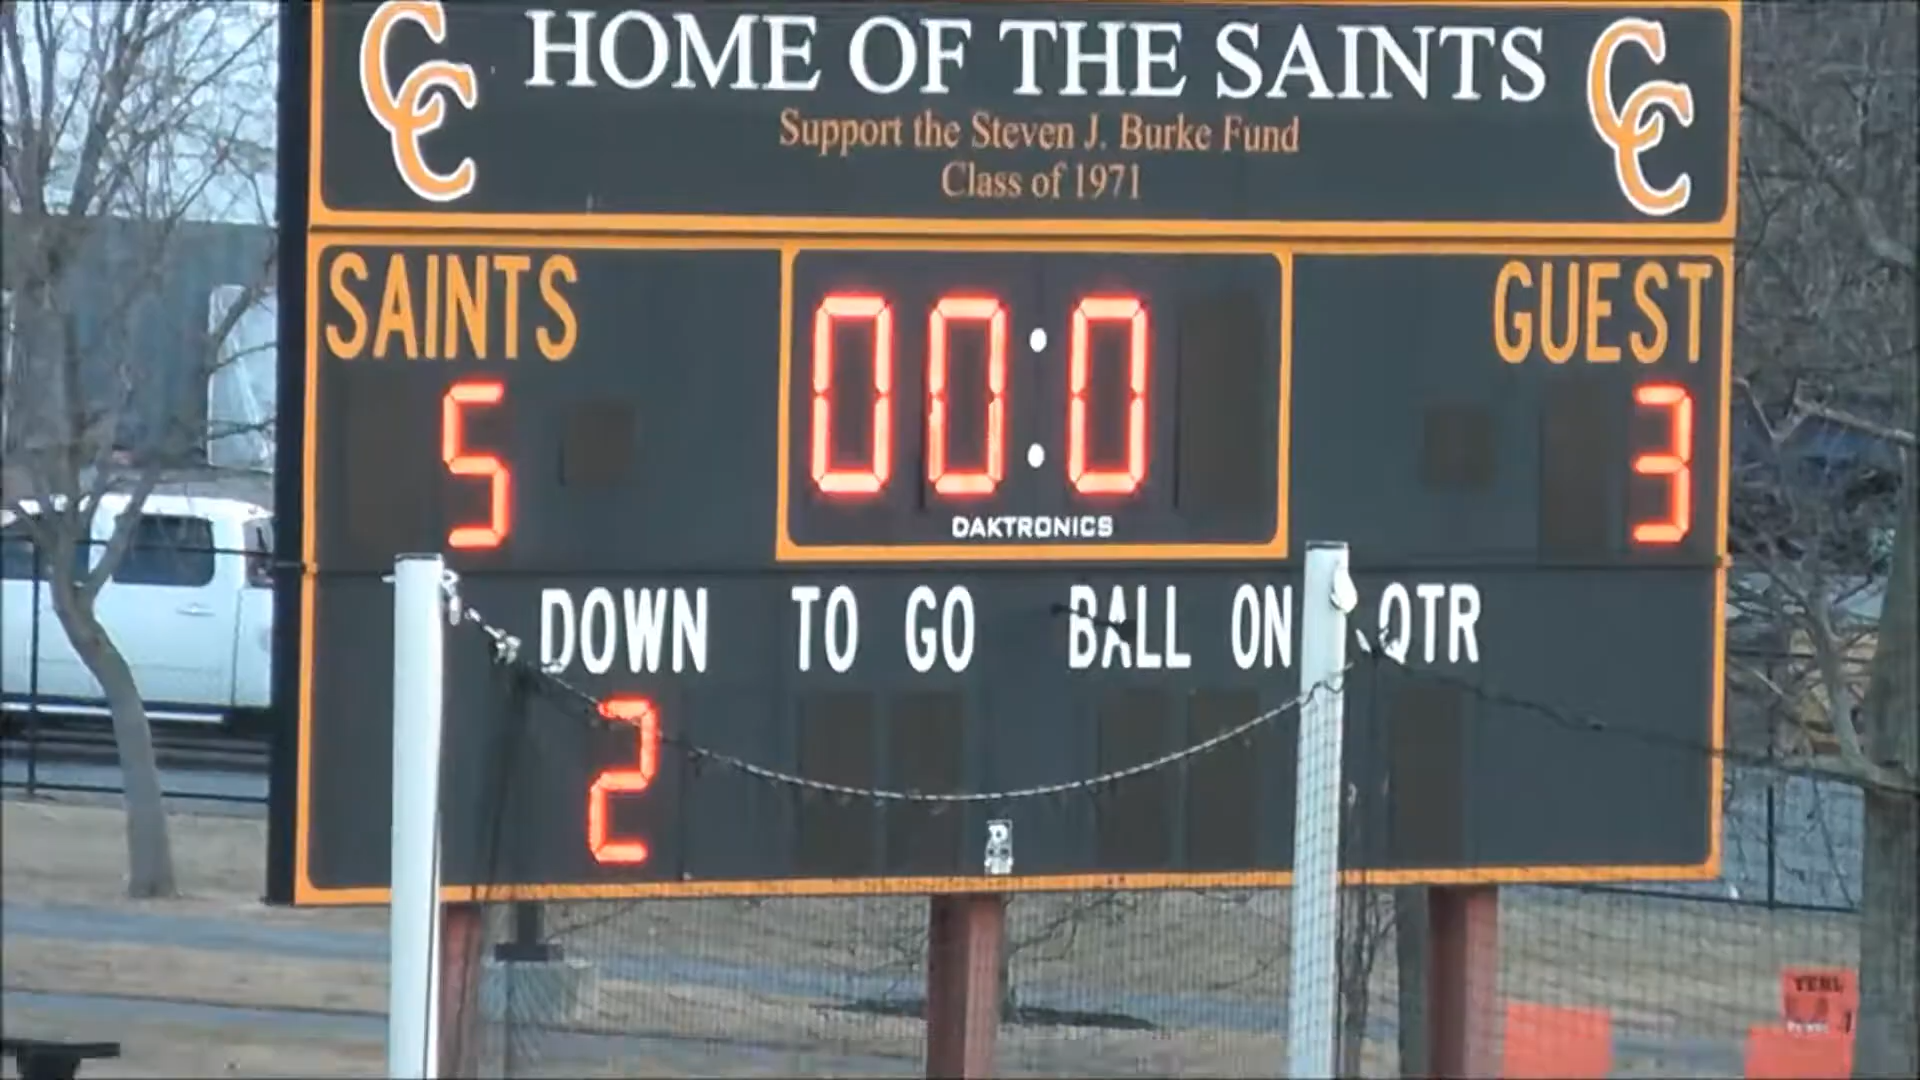 CC HOME OF THE SAINTS CC
Support the Steven J. Burke Fund
Class of 1971
SAINTS 00:0 GUEST
5 3
DAKTRONICS
DOWN TO GO BALL ON QTR
2